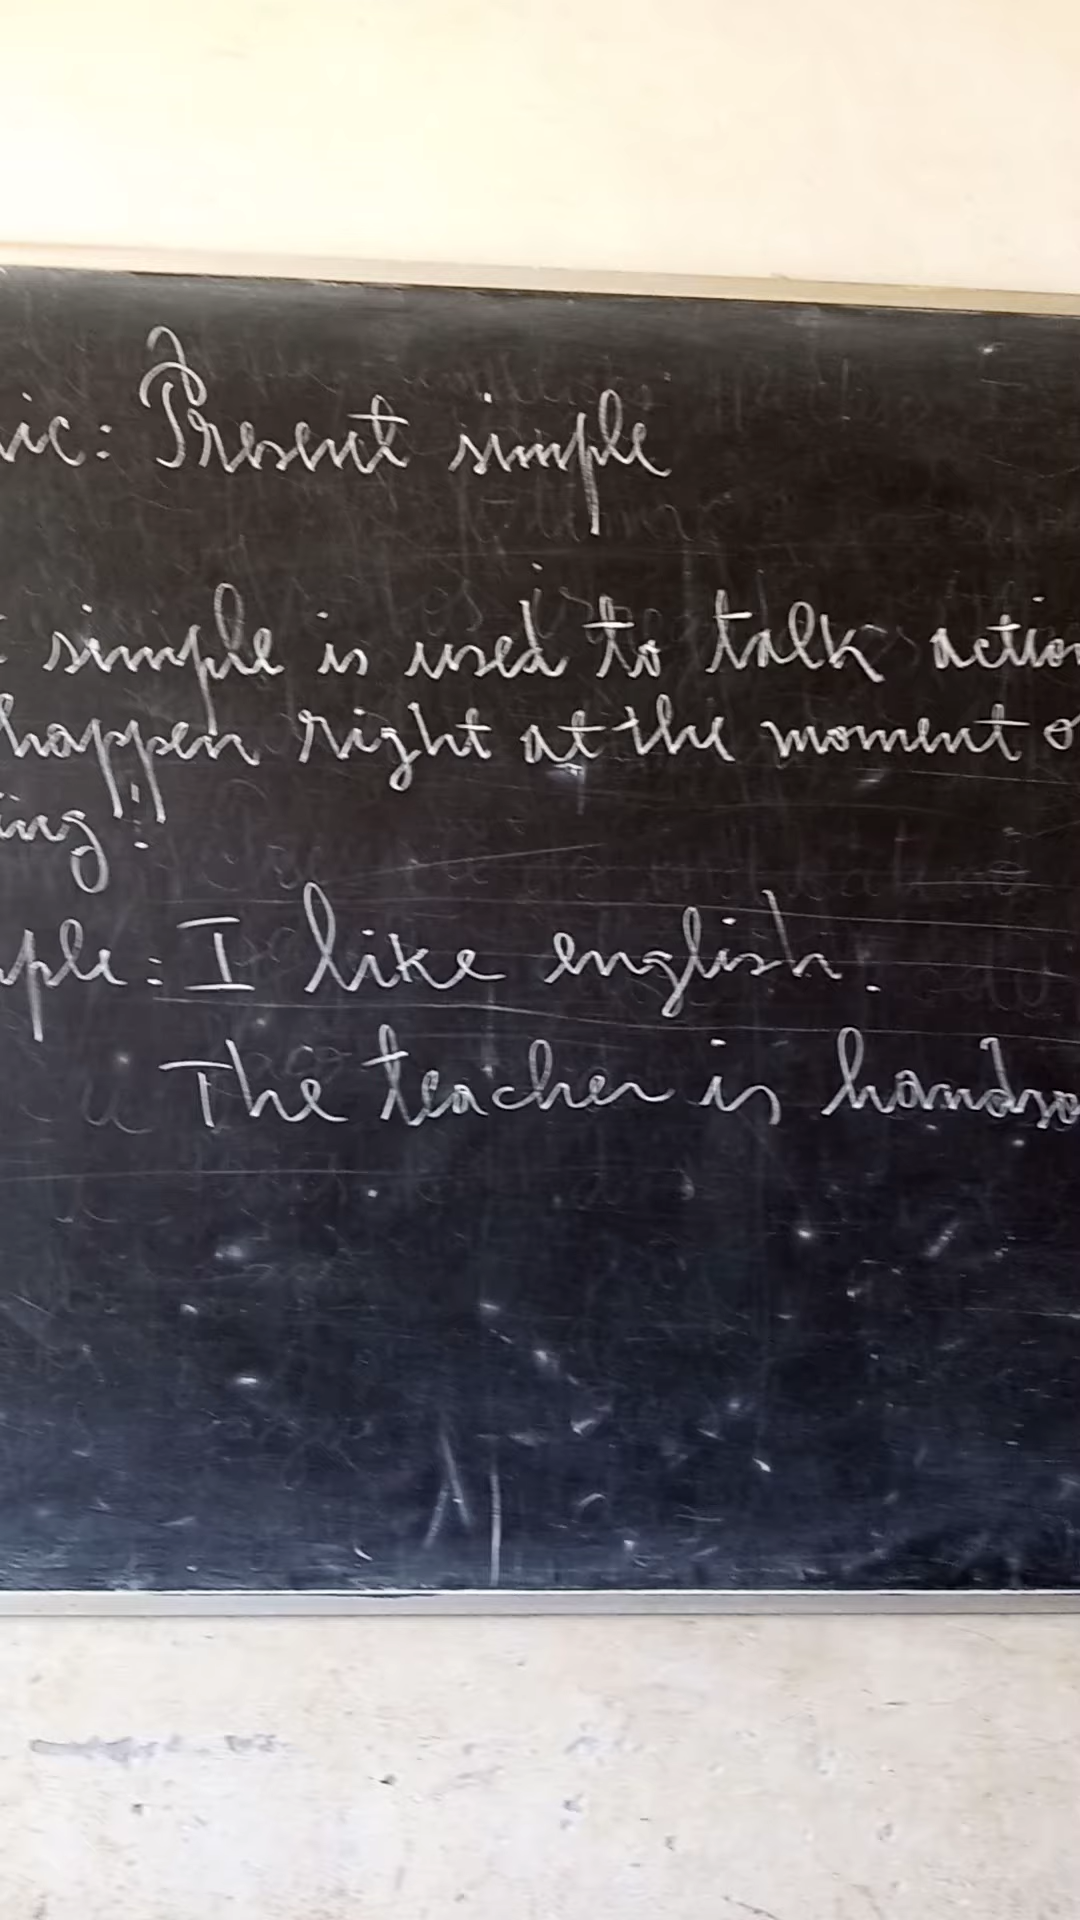 ic: Present simple
simple is used to talk action
happen right at the moment o
ing"
ple: I like english.
The teacher is handso